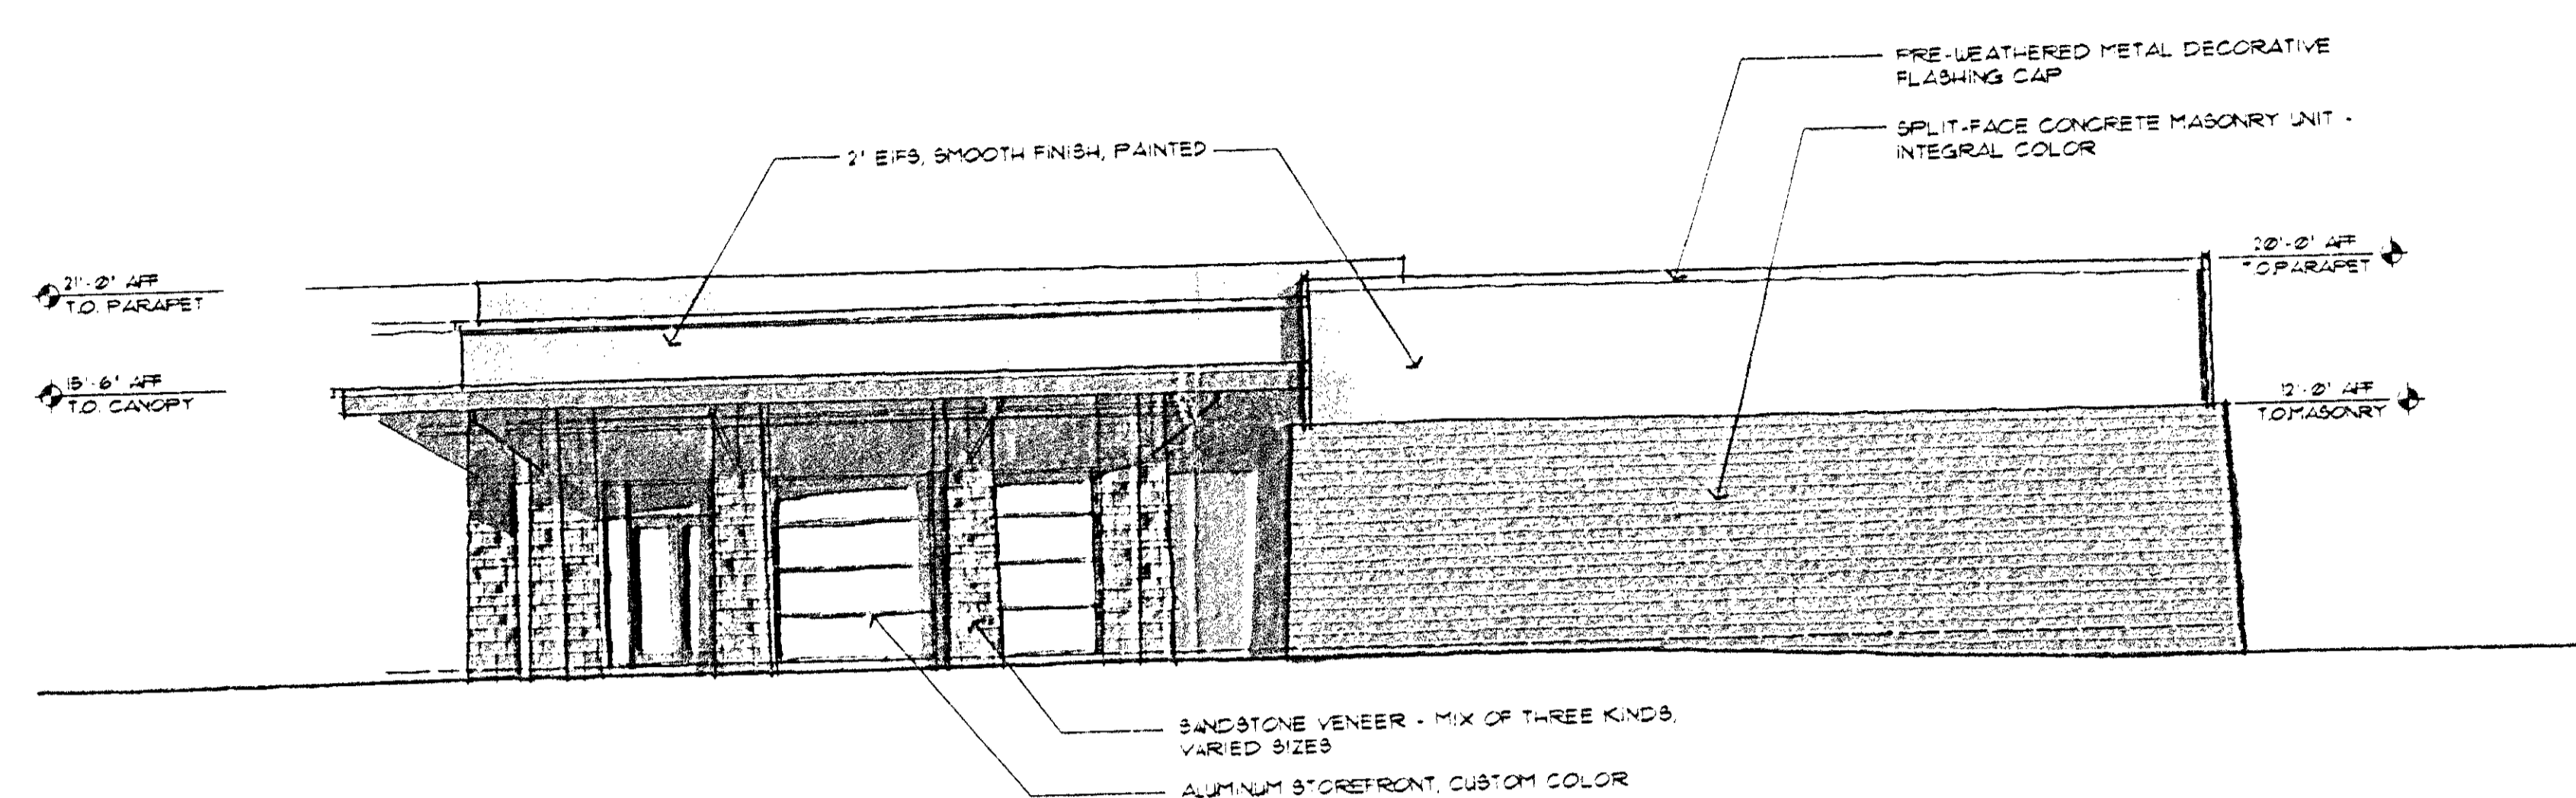 PRE-WEATHERED METAL DECORATIVE
FLASHING CAP
SPLIT-FACE CONCRETE MASONRY UNIT -
INTEGRAL COLOR
2" EIFS, SMOOTH FINISH, PAINTED
21'-0" AFF
T.O. PARAPET
20'-0" AFF
T.O.PARAPET
15'-6" AFF
T.O. CANOPY
12'-0" AFF
T.O.MASONRY
SANDSTONE VENEER - MIX OF THREE KINDS,
VARIED SIZES
ALUMINUM STOREFRONT, CUSTOM COLOR